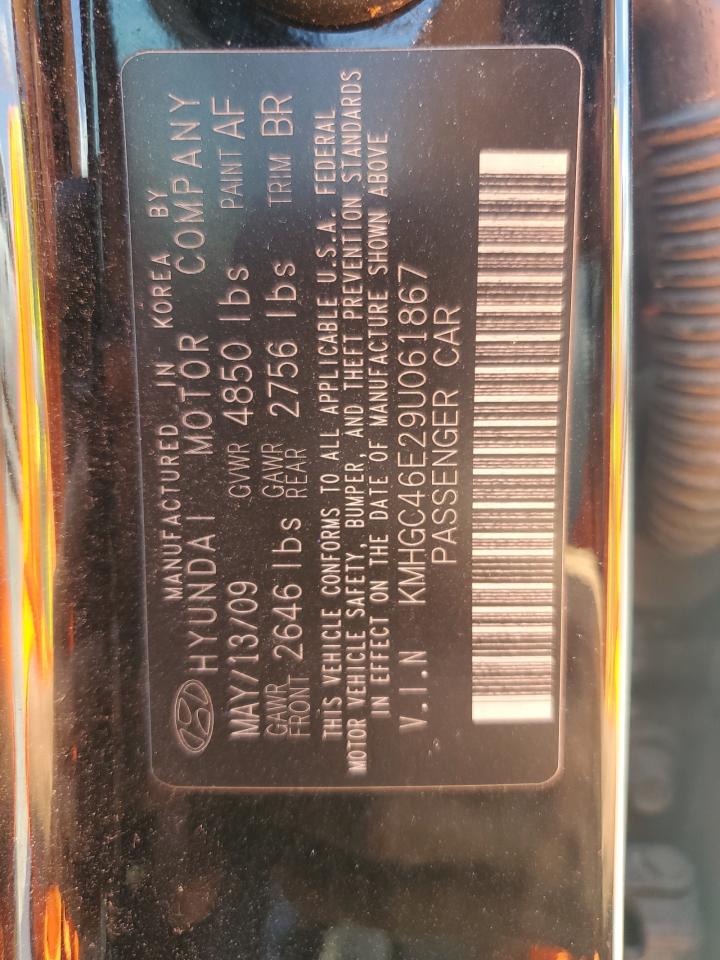 MANUFACTURED IN KOREA BY
HYUNDAI MOTOR COMPANY
MAY/13/09 GVWR 4850 lbs PAINT AF
GAWR FRONT 2646 lbs GAWR REAR 2756 lbs TRIM BR
THIS VEHICLE CONFORMS TO ALL APPLICABLE U.S.A. FEDERAL
MOTOR VEHICLE SAFETY, BUMPER, AND THEFT PREVENTION STANDARDS
IN EFFECT ON THE DATE OF MANUFACTURE SHOWN ABOVE
V.I.N KMHGC46E29U061867
PASSENGER CAR